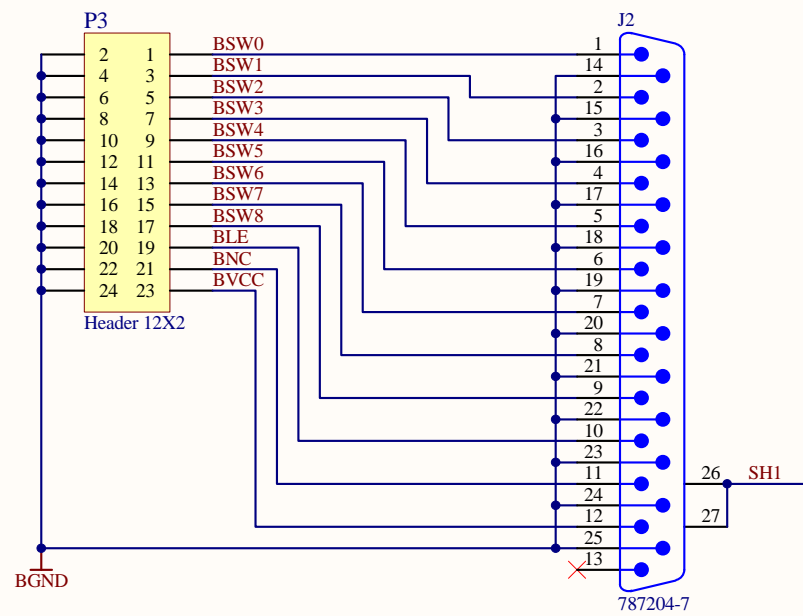 P3
J2
2 1 BSW0
4 3 BSW1
6 5 BSW2
8 7 BSW3
10 9 BSW4
12 11 BSW5
14 13 BSW6
16 15 BSW7
18 17 BSW8
20 19 BLE
22 21 BNC
24 23 BVCC
Header 12X2
BGND
1
14
2
15
3
16
4
17
5
18
6
19
7
20
8
21
9
22
10
23
11
24
12
25
13
26 SH1
27
787204-7